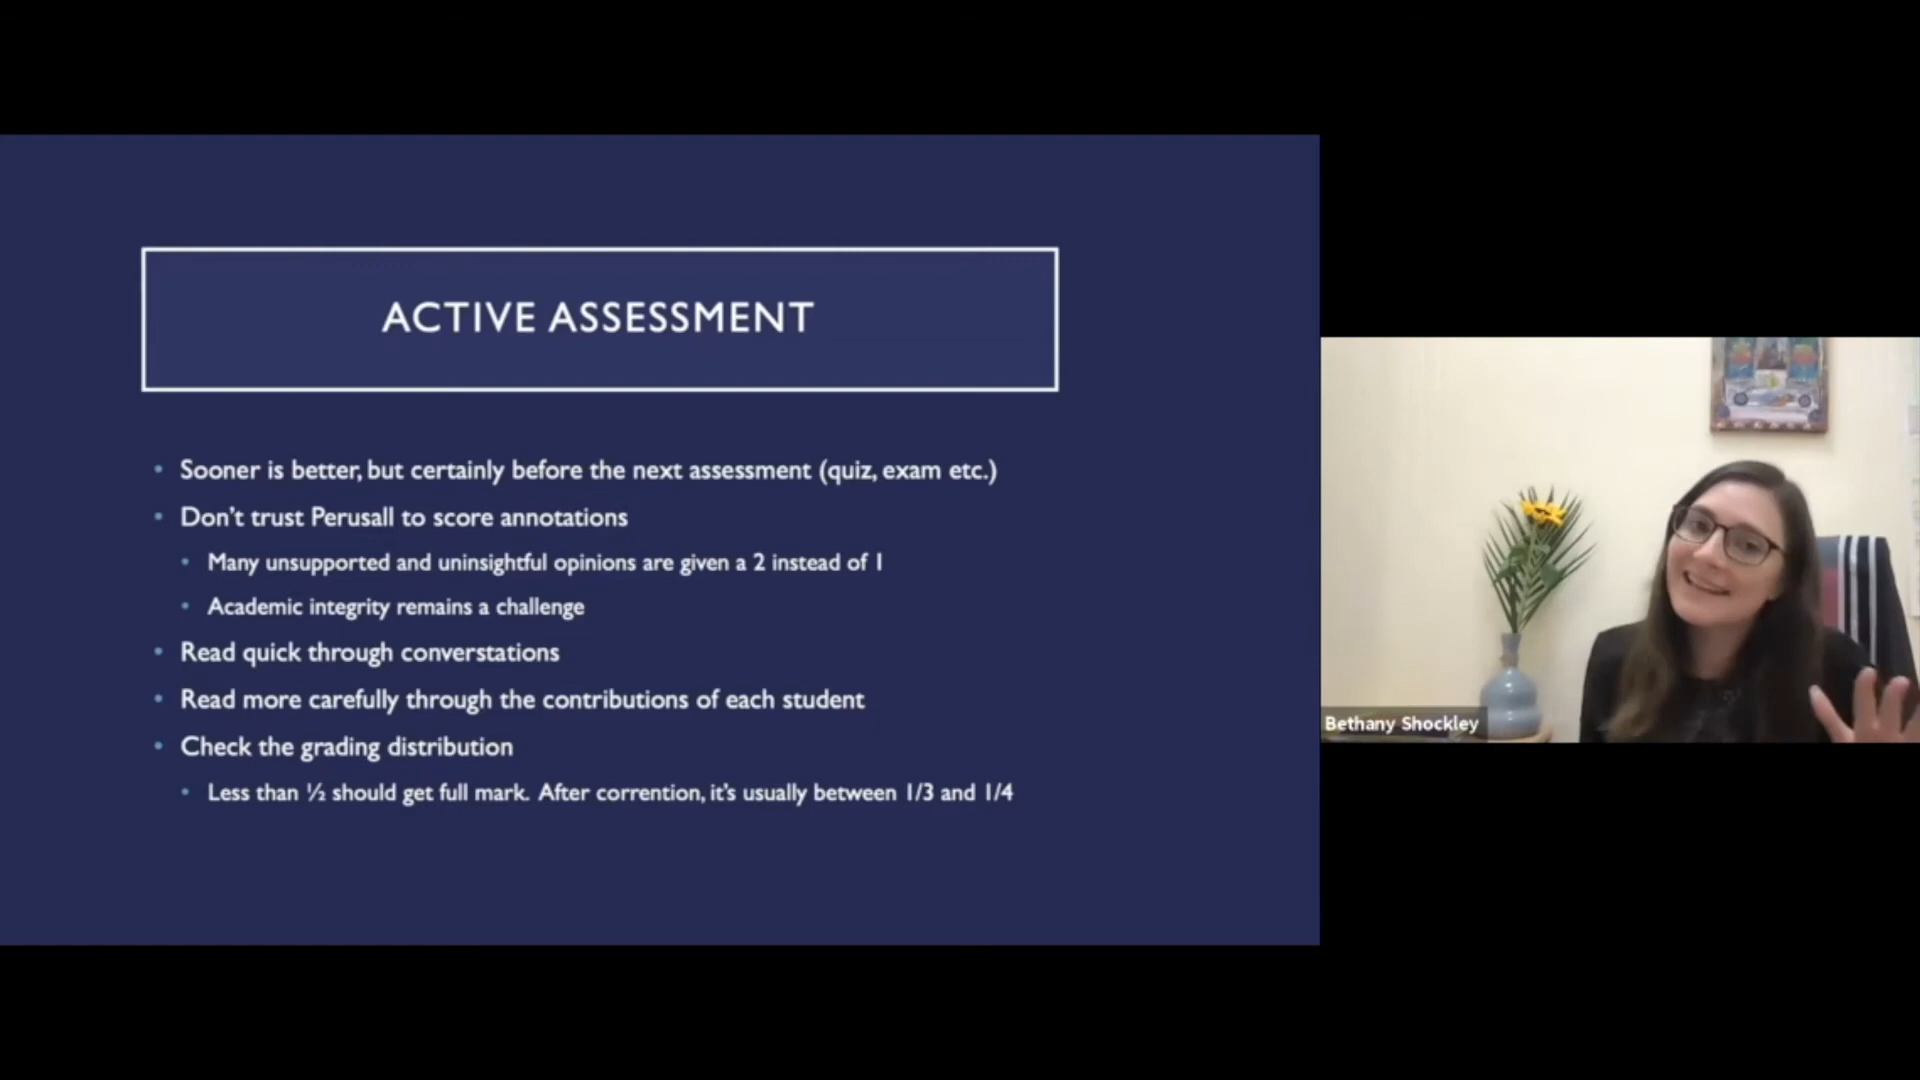 ACTIVE ASSESSMENT
• Sooner is better, but certainly before the next assessment (quiz, exam etc.)
• Don't trust Perusall to score annotations
• Many unsupported and uninsightful opinions are given a 2 instead of 1
• Academic integrity remains a challenge
• Read quick through converstations
• Read more carefully through the contributions of each student
• Check the grading distribution
• Less than ½ should get full mark. After corrention, it's usually between 1/3 and 1/4
Bethany Shockley